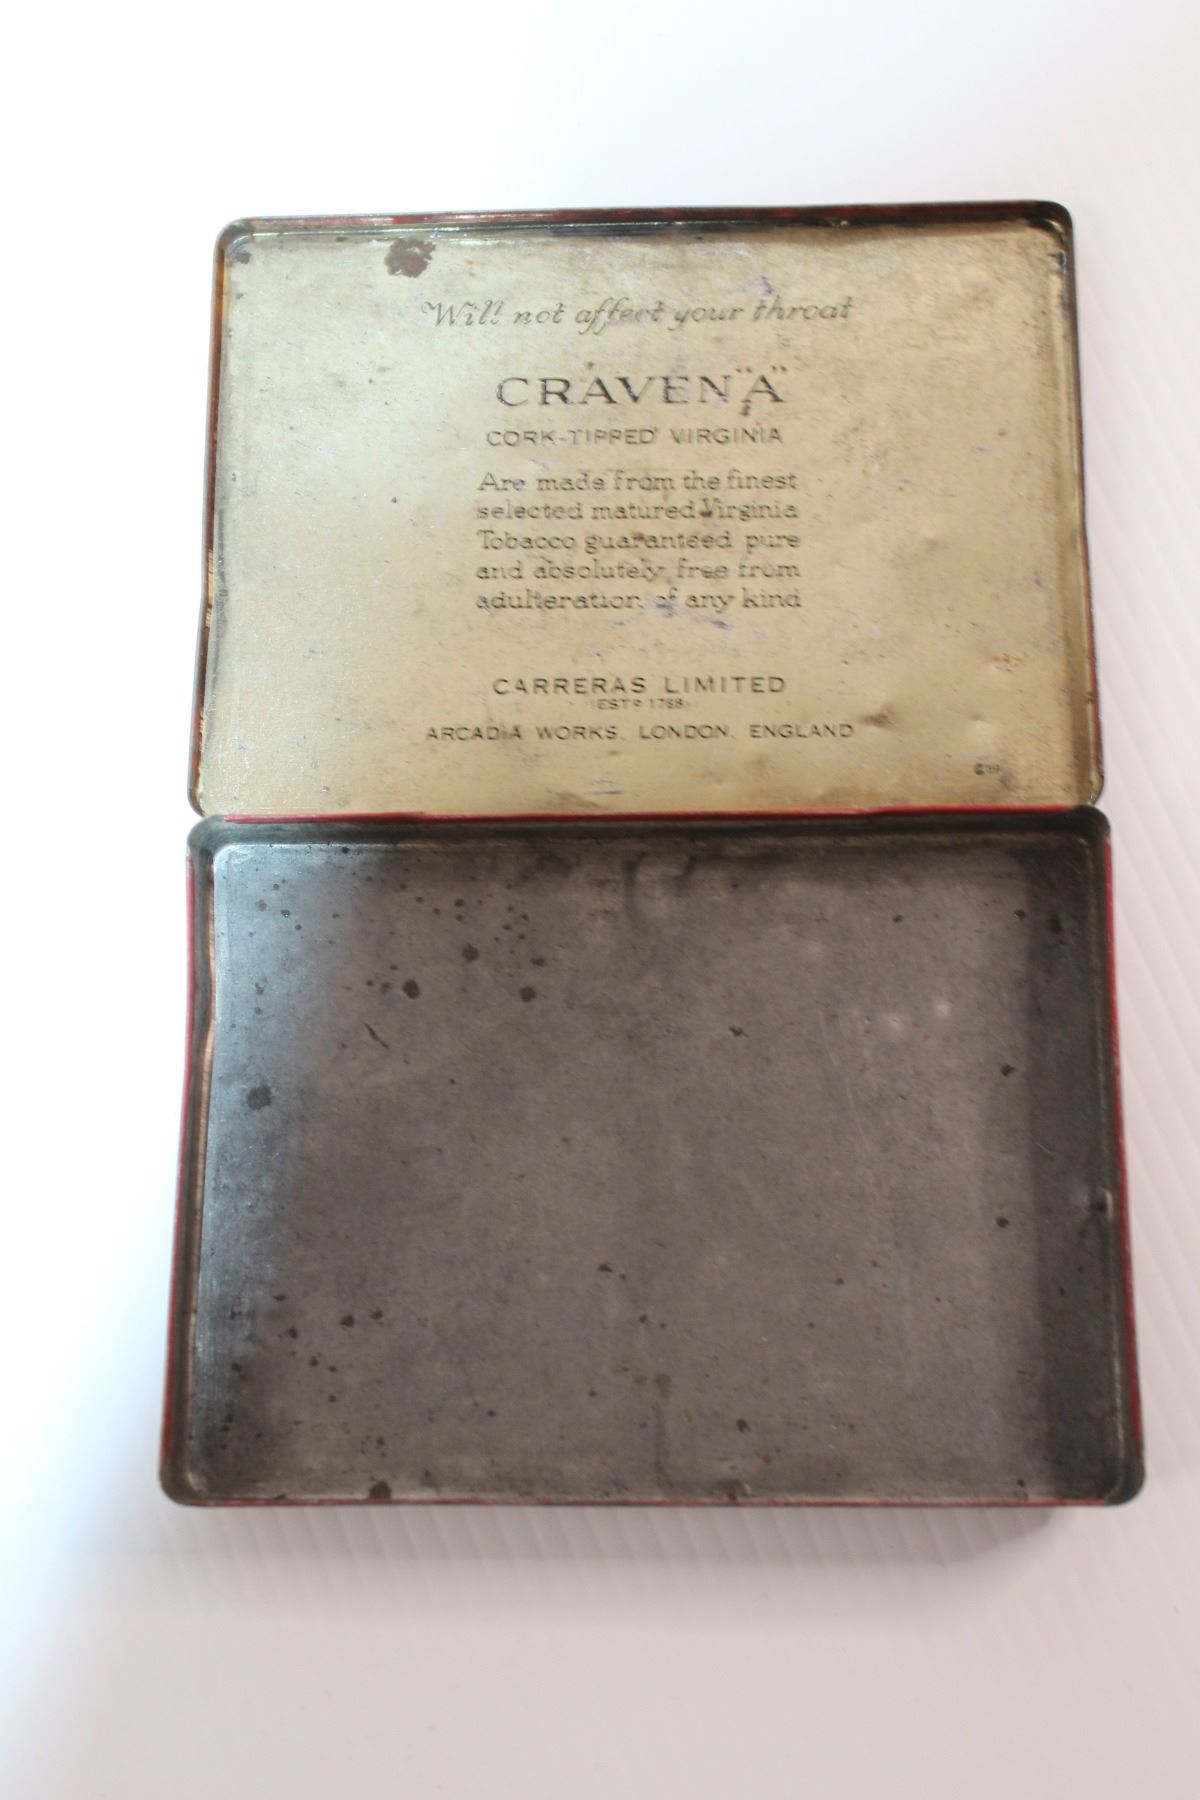 Will not affect your throat
CRAVEN "A"
CORK-TIPPED VIRGINIA
Are made from the finest
selected matured Virginia
Tobacco guaranteed pure
and absolutely free from
adulteration of any kind
CARRERAS LIMITED
(ESTD 1788)
ARCADIA WORKS, LONDON, ENGLAND